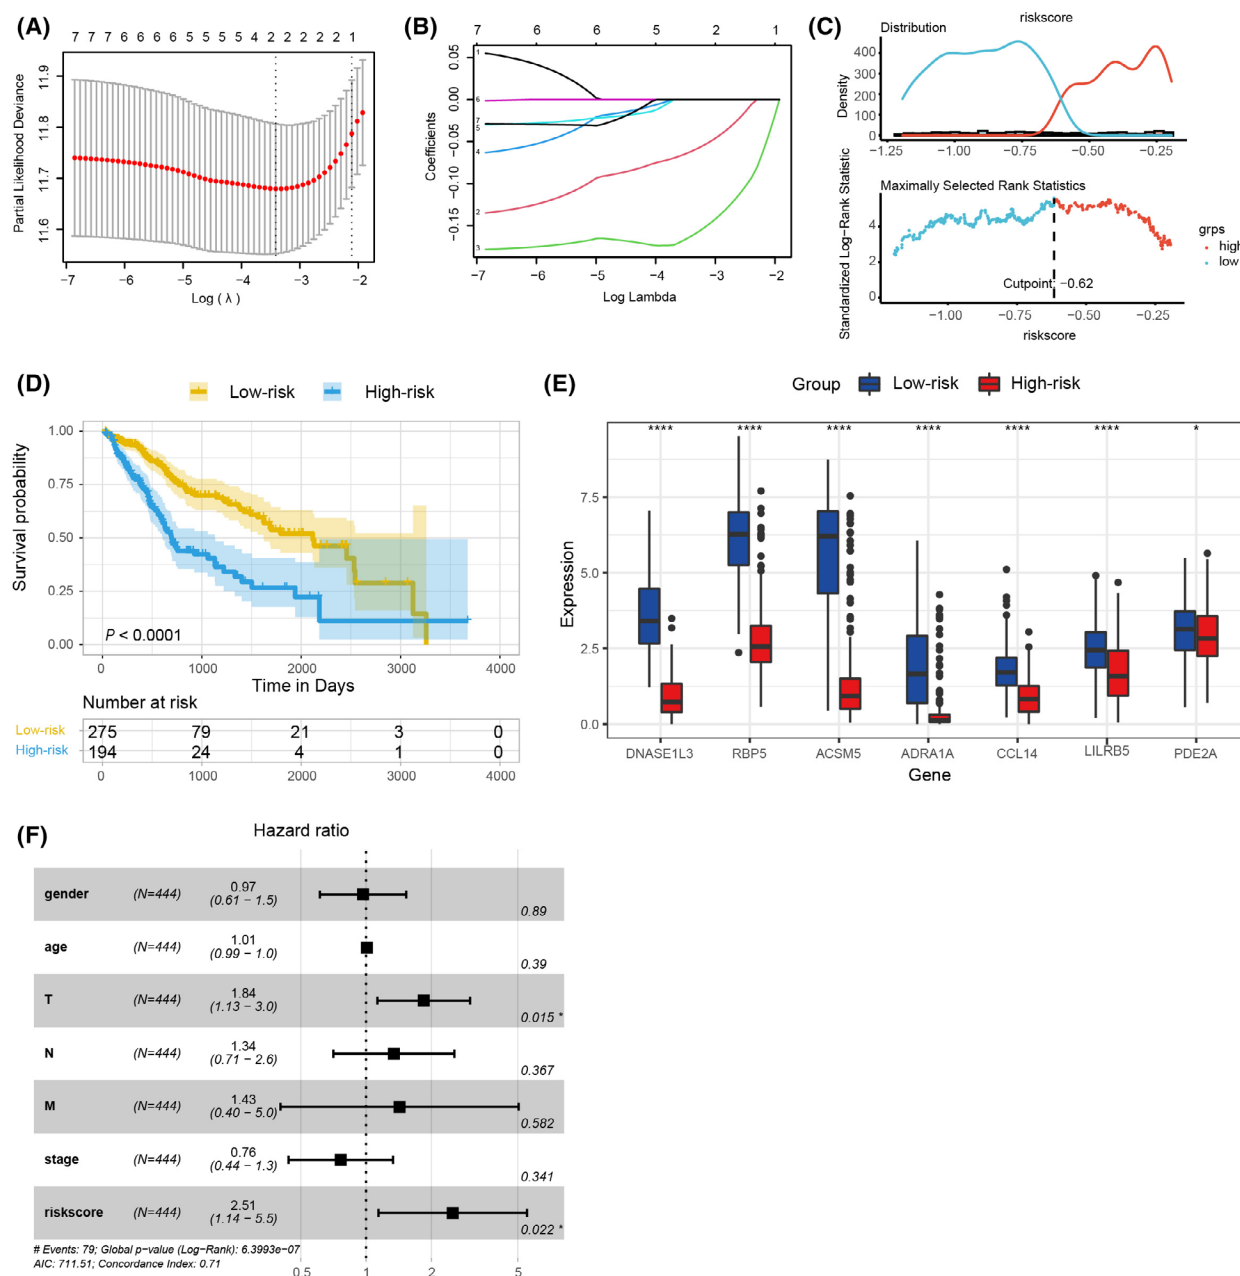 (A)
7 7 7 6 6 6 6 6 5 5 4 2 2 2 2 2 1
Partial Likelihood Deviance
11.9
11.8
11.7
11.6
−7 −6 −5 −4 −3 −2
Log ( λ )
(B)
7 6 6 5 2 1
Coefficients
0.05
0.00
−0.05
−0.10
−0.15
1
6
7
5
4
2
3
−7 −6 −5 −4 −3 −2
Log Lambda
(C)
riskscore
Distribution
Density
400
300
200
100
0
−1.25 −1.00 −0.75 −0.50 −0.25
Maximally Selected Rank Statistics
Standardized Log−Rank Statistic
4
2
0
Cutpoint: −0.62
−1.00 −0.75 −0.50 −0.25
riskscore
grps
high
low
(D)
Low-risk High-risk
Survival probability
1.00
0.75
0.50
0.25
0.00
P < 0.0001
0 1000 2000 3000 4000
Time in Days
Number at risk
Low-risk 275 79 21 3 0
High-risk 194 24 4 1 0
0 1000 2000 3000 4000
(E)
Group Low-risk High-risk
**** **** **** **** **** **** *
Expression
7.5
5.0
2.5
0.0
DNASE1L3 RBP5 ACSM5 ADRA1A CCL14 LILRB5 PDE2A
Gene
(F)
Hazard ratio
gender (N=444) 0.97 (0.61 − 1.5) 0.89
age (N=444) 1.01 (0.99 − 1.0) 0.39
T (N=444) 1.84 (1.13 − 3.0) 0.015 *
N (N=444) 1.34 (0.71 − 2.6) 0.367
M (N=444) 1.43 (0.40 − 5.0) 0.582
stage (N=444) 0.76 (0.44 − 1.3) 0.341
riskscore (N=444) 2.51 (1.14 − 5.5) 0.022 *
# Events: 79; Global p−value (Log−Rank): 6.3993e−07
AIC: 711.51; Concordance Index: 0.71
0.5 1 2 5